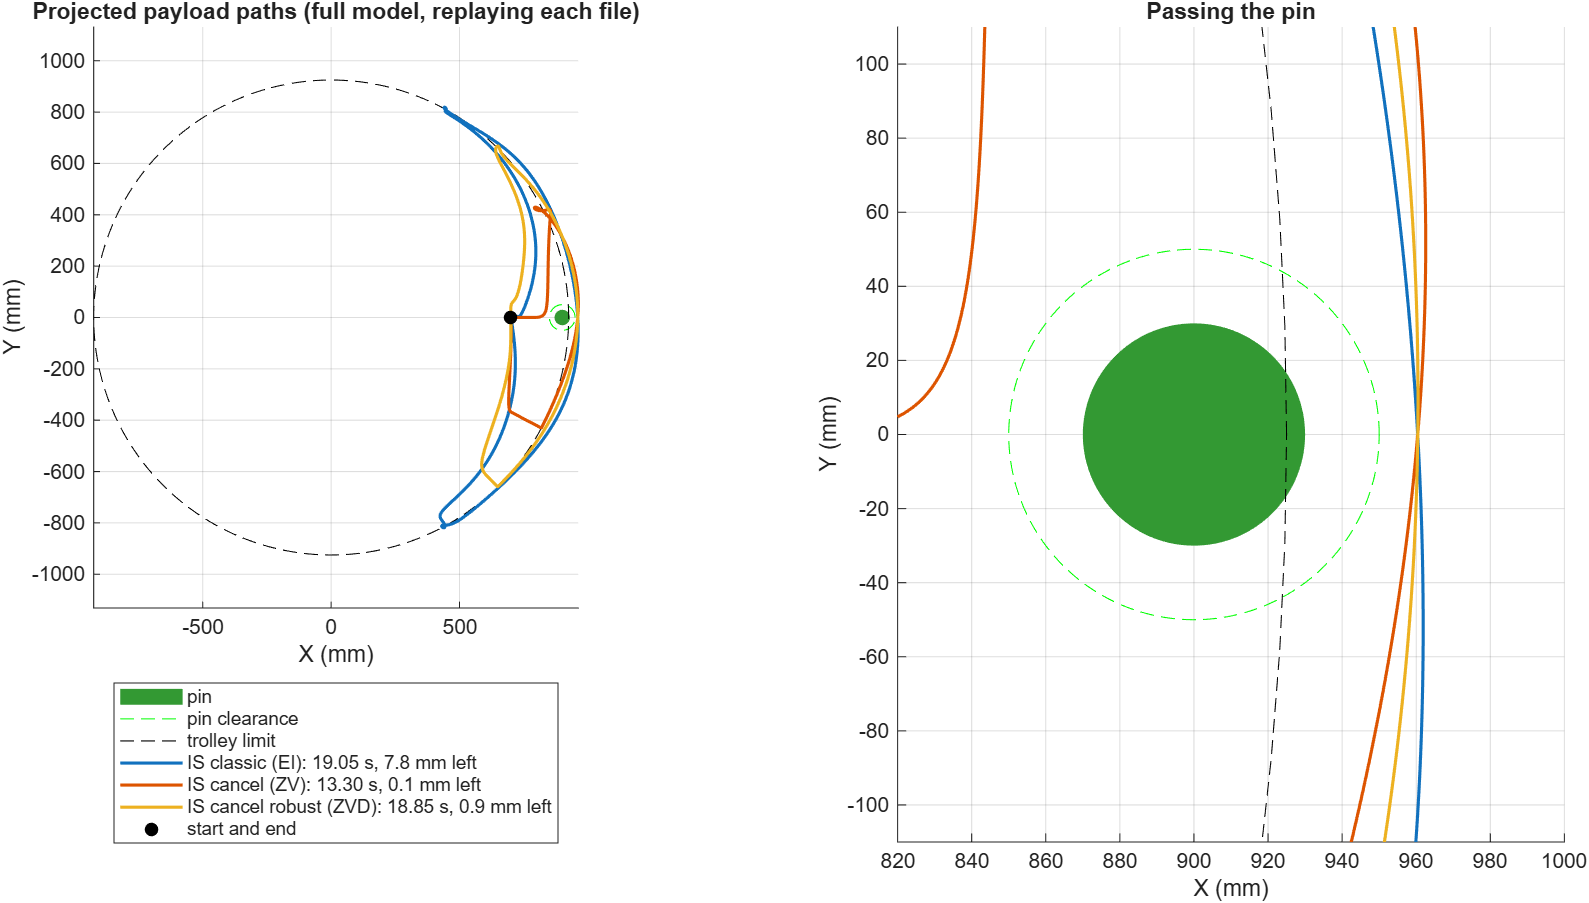 Projected payload paths (full model, replaying each file)
1000
800
600
400
200
0
-200
-400
-600
-800
-1000
Y (mm)
-500 0 500
X (mm)
pin
pin clearance
trolley limit
IS classic (EI): 19.05 s, 7.8 mm left
IS cancel (ZV): 13.30 s, 0.1 mm left
IS cancel robust (ZVD): 18.85 s, 0.9 mm left
start and end
Passing the pin
100
80
60
40
20
0
-20
-40
-60
-80
-100
Y (mm)
820 840 860 880 900 920 940 960 980 1000
X (mm)